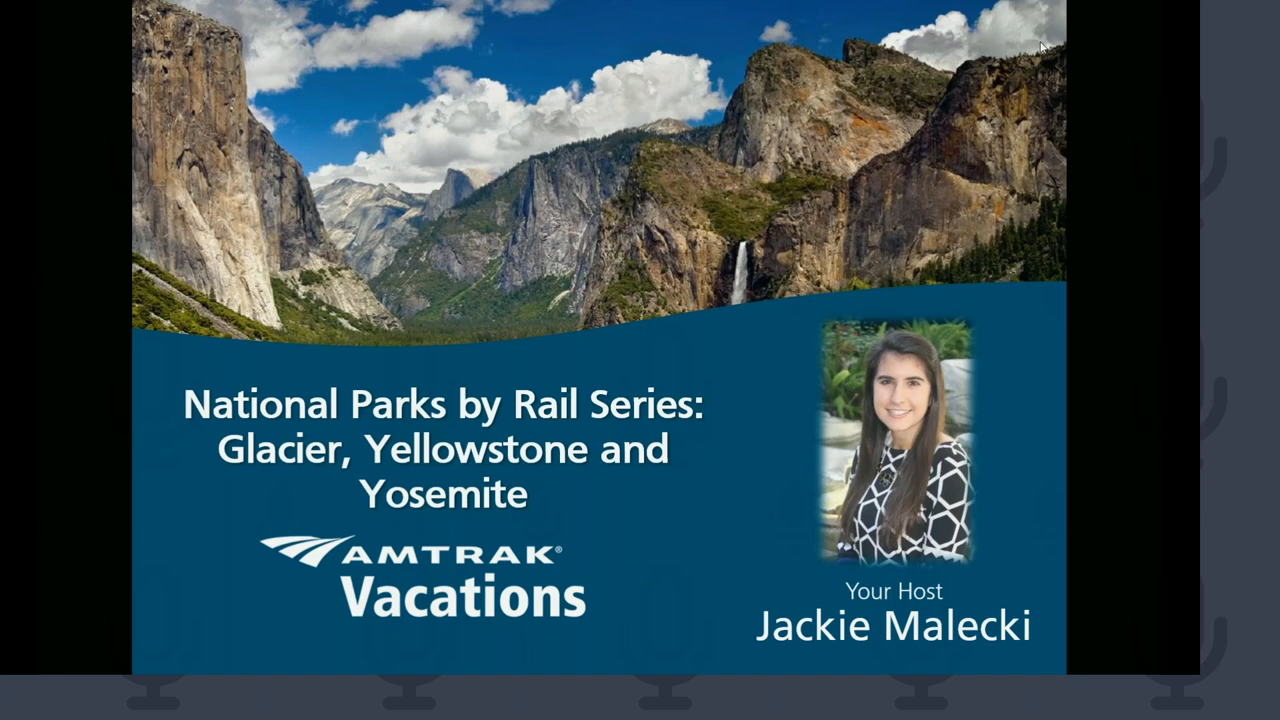 National Parks by Rail Series:
Glacier, Yellowstone and
Yosemite
AMTRAK®
Vacations
Your Host
Jackie Malecki